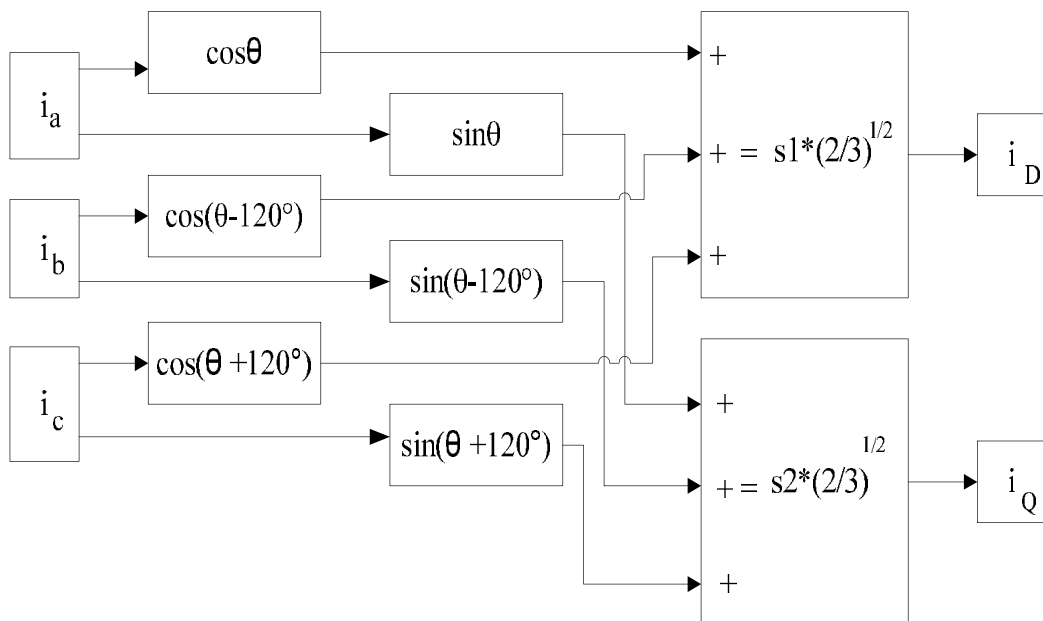 i_a
cosθ
sinθ
i_b
cos(θ-120°)
sin(θ-120°)
i_c
cos(θ +120°)
sin(θ +120°)
+
+ = s1*(2/3)^1/2
+
i_D
+
+ = s2*(2/3)^1/2
+
i_Q